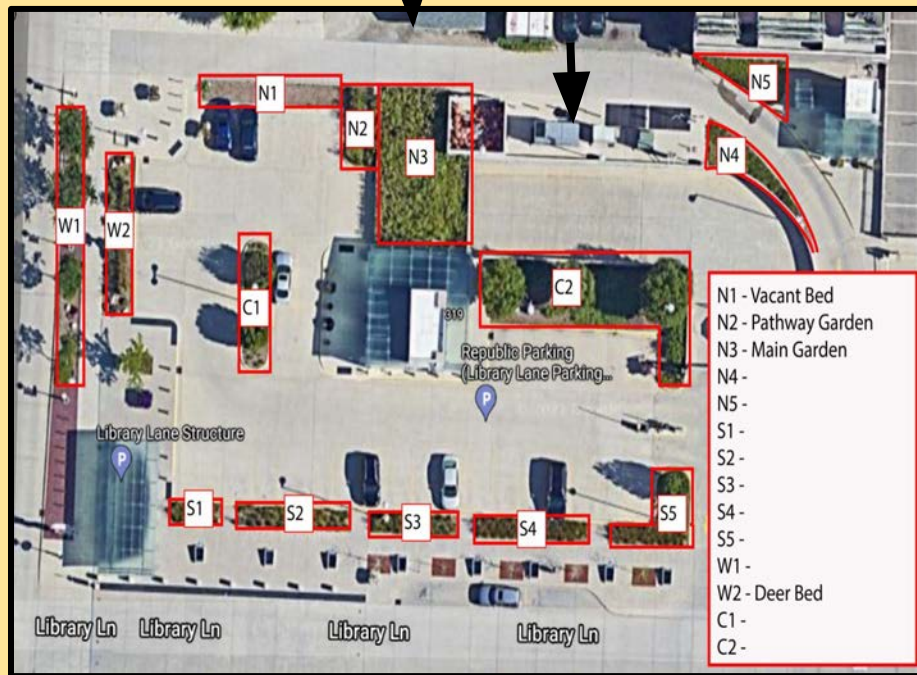 N1
N2
N3
N5
N4
W1
W2
C1
C2
319
Republic Parking
(Library Lane Parking...
P
Library Lane Structure
P
S1
S2
S3
S4
S5
Library Ln
Library Ln
Library Ln
Library Ln
N1 - Vacant Bed
N2 - Pathway Garden
N3 - Main Garden
N4 -
N5 -
S1 -
S2 -
S3 -
S4 -
S5 -
W1 -
W2 - Deer Bed
C1 -
C2 -